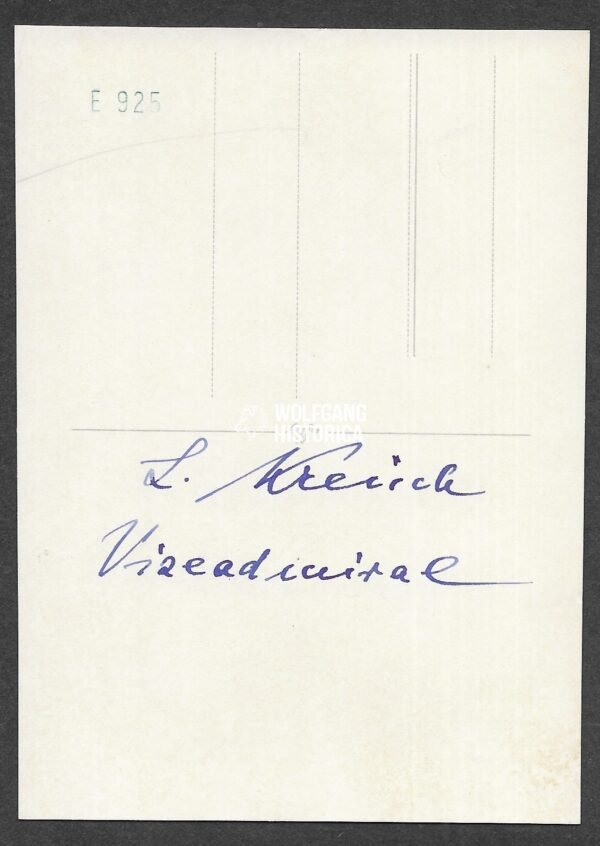 E 925
WOLFGANG
HISTORICA
L. Kreisch
Vizeadmiral